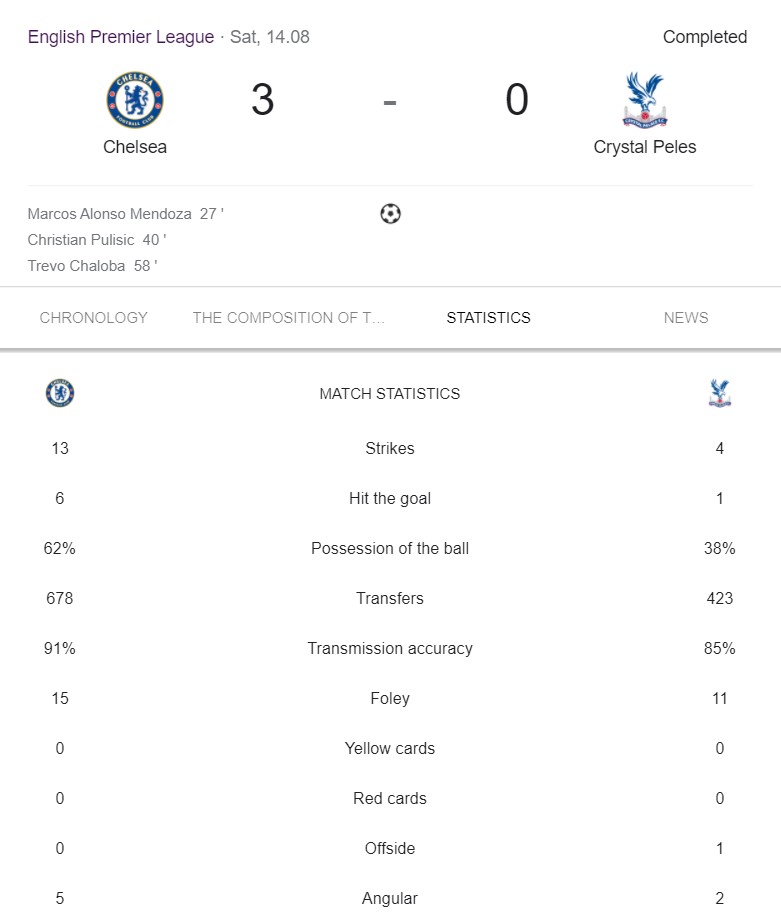 English Premier League · Sat, 14.08
Completed
3 - 0
Chelsea
Crystal Peles
Marcos Alonso Mendoza 27 '
Christian Pulisic 40 '
Trevo Chaloba 58 '
CHRONOLOGY THE COMPOSITION OF T... STATISTICS NEWS
MATCH STATISTICS
13 Strikes 4
6 Hit the goal 1
62% Possession of the ball 38%
678 Transfers 423
91% Transmission accuracy 85%
15 Foley 11
0 Yellow cards 0
0 Red cards 0
0 Offside 1
5 Angular 2